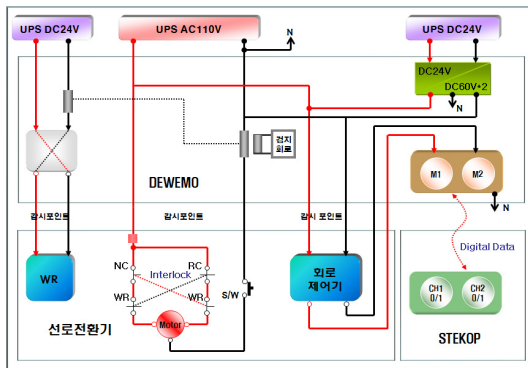 UPS DC24V
UPS AC110V
UPS DC24V
N
DC24V
DC60V*2
N
검지
회로
M1
M2
DEWEMO
N
감시포인트
감시포인트
감시 포인트
Digital Data
NC
RC
Interlock
WR
회로
제어기
WR
WR
S/W
CH1
0/1
CH2
0/1
Motor
선로전환기
STEKOP